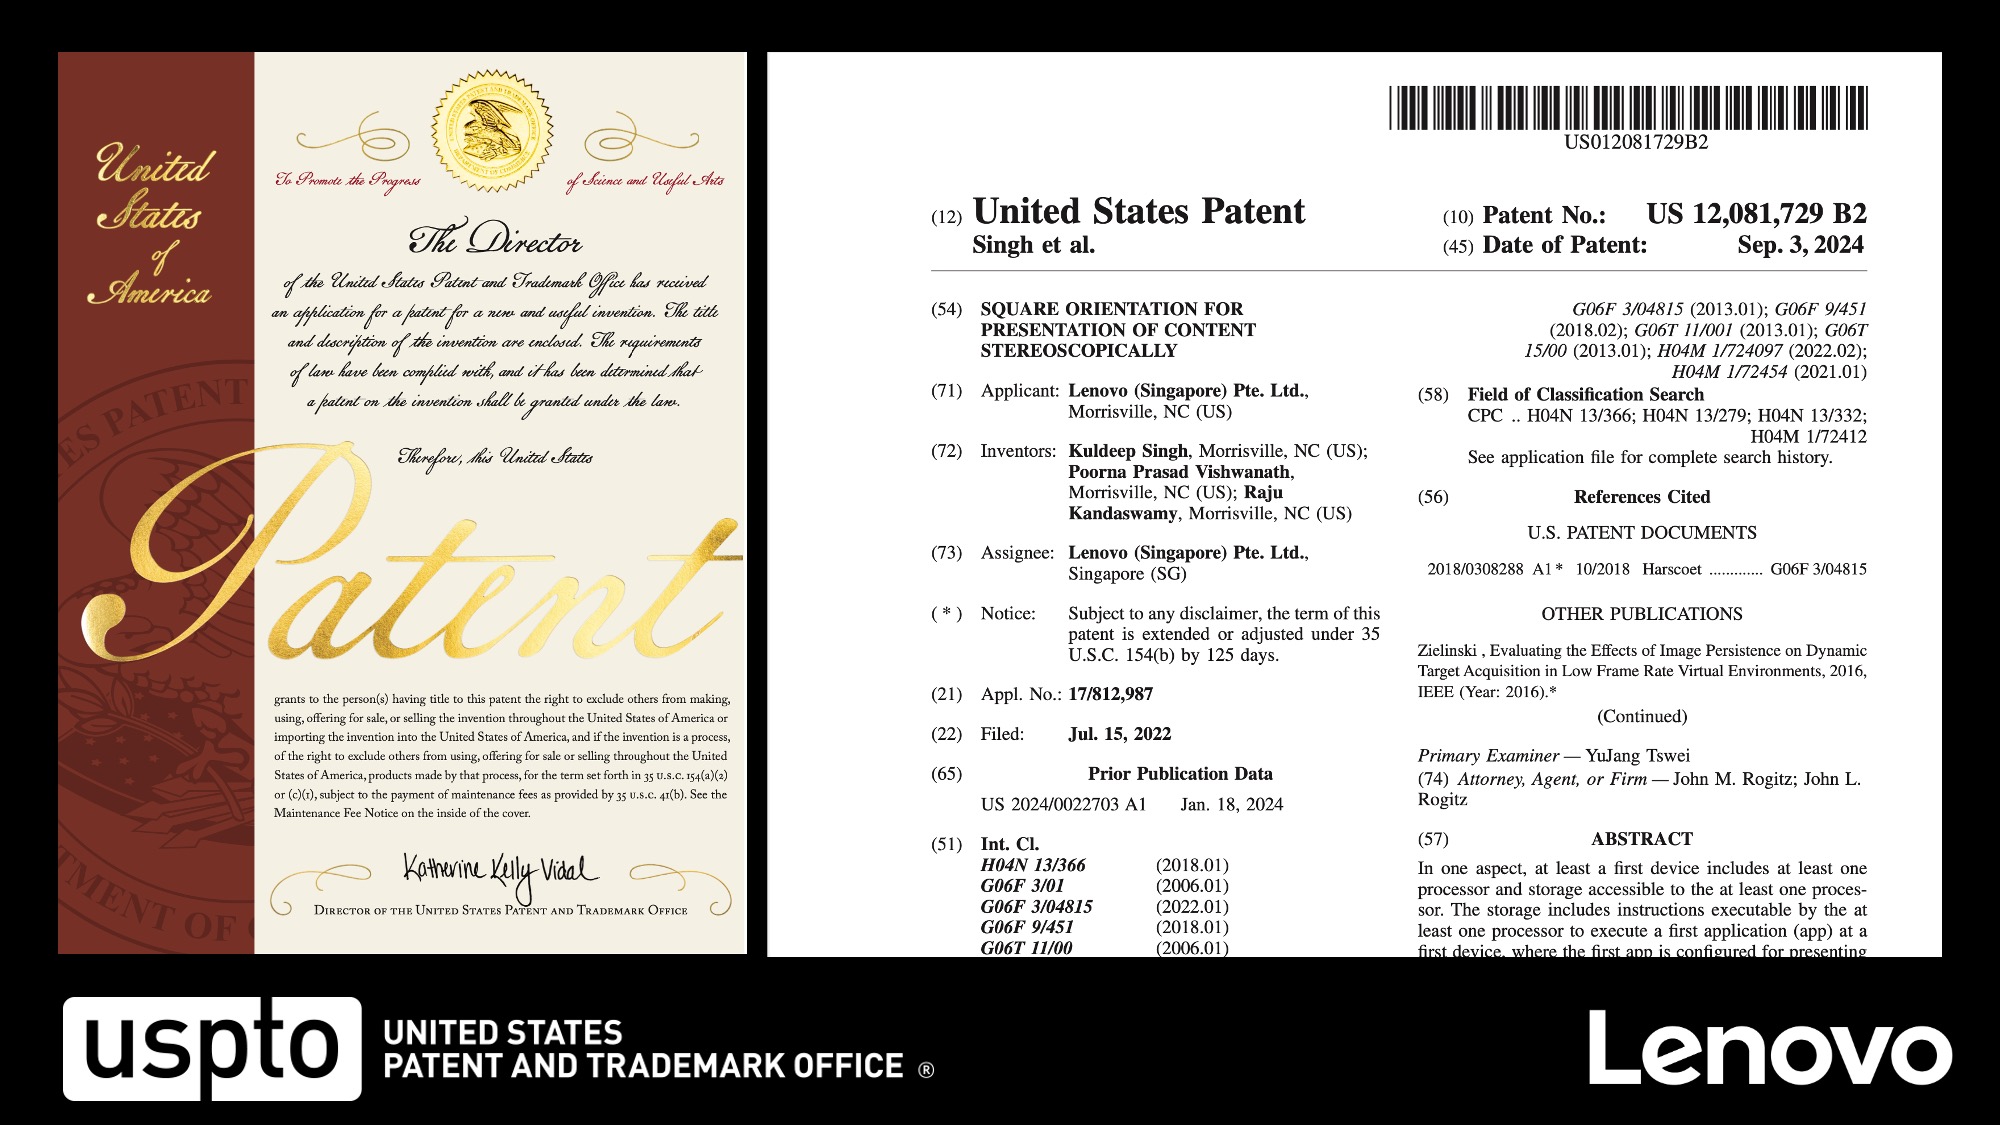 United
States
of
America
To Promote the Progress
of Science and Useful Arts
The Director
of the United States Patent and Trademark Office has received
an application for a patent for a new and useful invention. The title
and description of the invention are enclosed. The requirements
of law have been complied with, and it has been determined that
a patent on the invention shall be granted under the law.
Therefore, this United States
Patent
grants to the person(s) having title to this patent the right to exclude others from making,
using, offering for sale, or selling the invention throughout the United States of America or
importing the invention into the United States of America, and if the invention is a process,
of the right to exclude others from using, offering for sale or selling throughout the United
States of America, products made by that process, for the term set forth in 35 U.S.C. 154(a)(2)
or (c)(1), subject to the payment of maintenance fees as provided by 35 U.S.C. 41(b). See the
Maintenance Fee Notice on the inside of the cover.
Katherine Kelly Vidal
DIRECTOR OF THE UNITED STATES PATENT AND TRADEMARK OFFICE
ES PATENT
TMENT OF C
US012081729B2
(12) United States Patent
Singh et al.
(10) Patent No.: US 12,081,729 B2
(45) Date of Patent: Sep. 3, 2024
(54) SQUARE ORIENTATION FOR
PRESENTATION OF CONTENT
STEREOSCOPICALLY
(71) Applicant: Lenovo (Singapore) Pte. Ltd.,
Morrisville, NC (US)
(72) Inventors: Kuldeep Singh, Morrisville, NC (US);
Poorna Prasad Vishwanath,
Morrisville, NC (US); Raju
Kandaswamy, Morrisville, NC (US)
(73) Assignee: Lenovo (Singapore) Pte. Ltd.,
Singapore (SG)
( * ) Notice: Subject to any disclaimer, the term of this
patent is extended or adjusted under 35
U.S.C. 154(b) by 125 days.
(21) Appl. No.: 17/812,987
(22) Filed: Jul. 15, 2022
(65) Prior Publication Data
US 2024/0022703 A1 Jan. 18, 2024
(51) Int. Cl.
H04N 13/366 (2018.01)
G06F 3/01 (2006.01)
G06F 3/04815 (2022.01)
G06F 9/451 (2018.01)
G06T 11/00 (2006.01)
G06F 3/04815 (2013.01); G06F 9/451
(2018.02); G06T 11/001 (2013.01); G06T
15/00 (2013.01); H04M 1/724097 (2022.02);
H04M 1/72454 (2021.01)
(58) Field of Classification Search
CPC .. H04N 13/366; H04N 13/279; H04N 13/332;
H04M 1/72412
See application file for complete search history.
(56) References Cited
U.S. PATENT DOCUMENTS
2018/0308288 A1* 10/2018 Harscoet ............. G06F 3/04815
OTHER PUBLICATIONS
Zielinski , Evaluating the Effects of Image Persistence on Dynamic
Target Acquisition in Low Frame Rate Virtual Environments, 2016,
IEEE (Year: 2016).*
(Continued)
Primary Examiner — YuJang Tswei
(74) Attorney, Agent, or Firm — John M. Rogitz; John L.
Rogitz
(57) ABSTRACT
In one aspect, at least a first device includes at least one
processor and storage accessible to the at least one proces-
sor. The storage includes instructions executable by the at
least one processor to execute a first application (app) at a
first device, where the first app is configured for presenting
uspto
UNITED STATES
PATENT AND TRADEMARK OFFICE ®
Lenovo